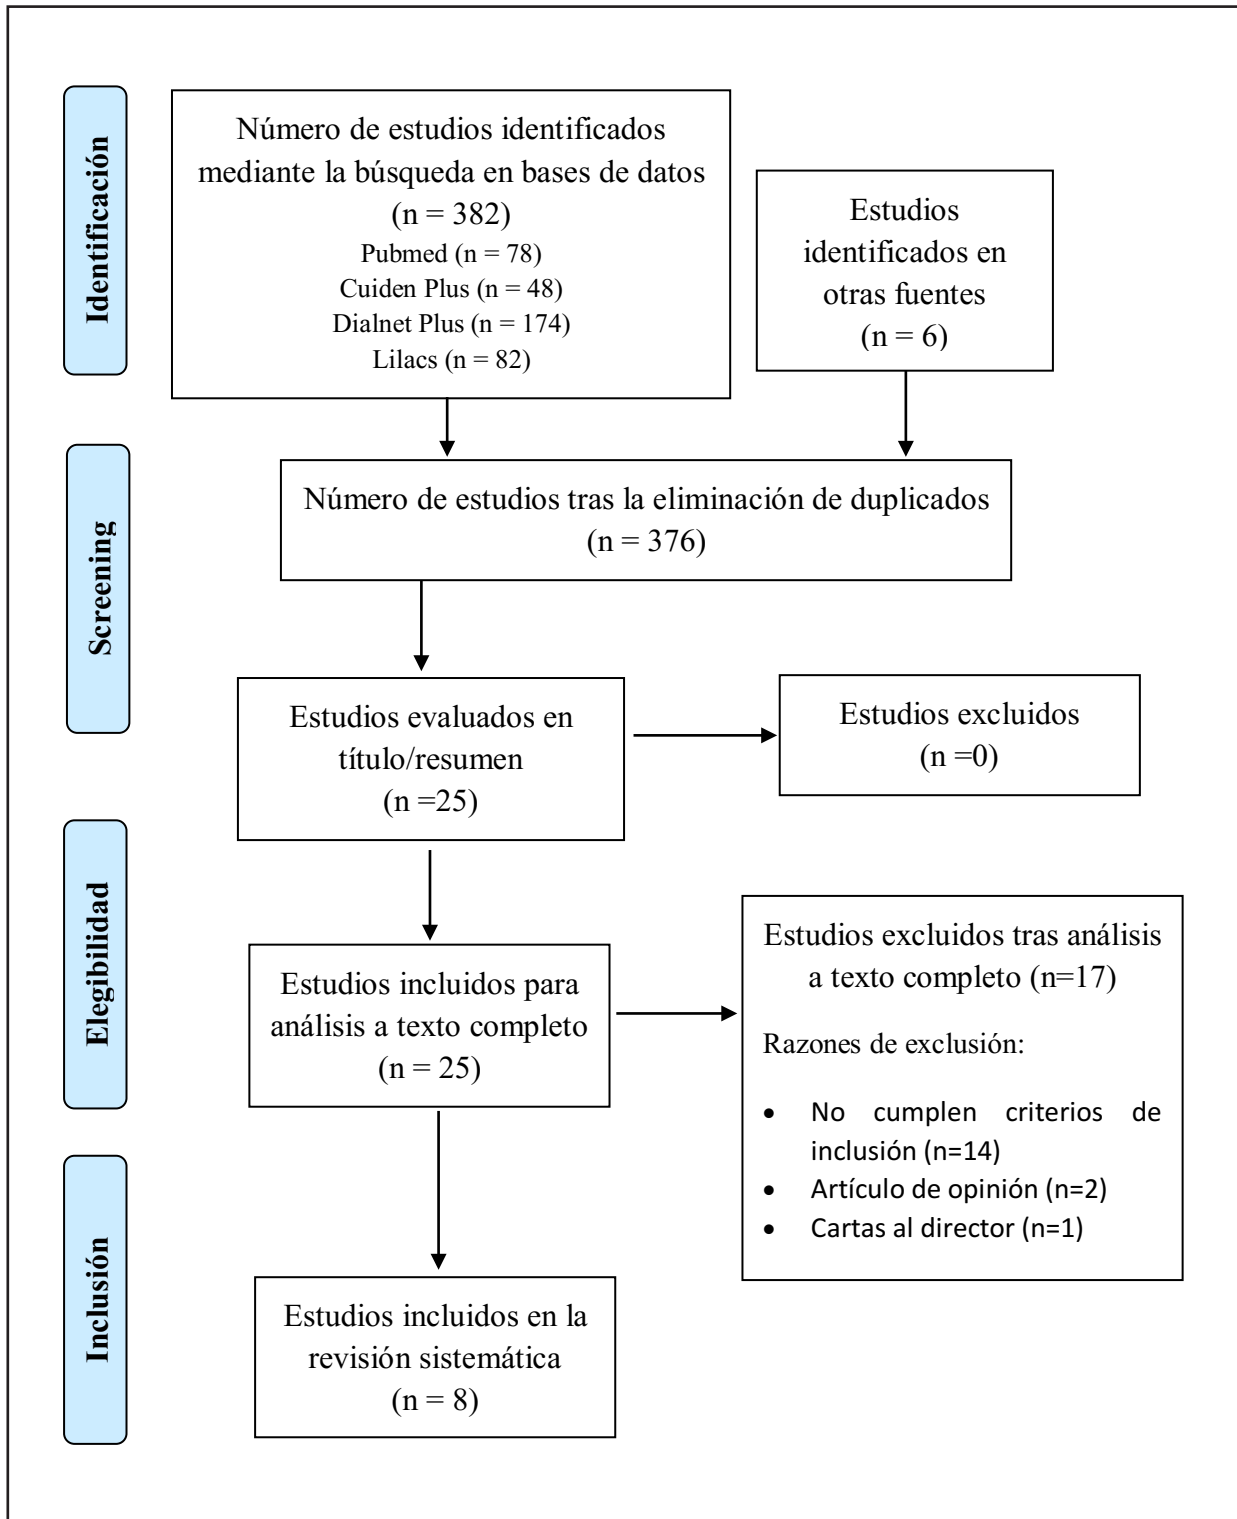 Identificación
Número de estudios identificados
mediante la búsqueda en bases de datos
(n = 382)
Pubmed (n = 78)
Cuiden Plus (n = 48)
Dialnet Plus (n = 174)
Lilacs (n = 82)
Estudios
identificados en
otras fuentes
(n = 6)
Screening
Número de estudios tras la eliminación de duplicados
(n = 376)
Estudios evaluados en
título/resumen
(n =25)
Estudios excluidos
(n =0)
Elegibilidad
Estudios incluidos para
análisis a texto completo
(n = 25)
Estudios excluidos tras análisis
a texto completo (n=17)
Razones de exclusión:
• No cumplen criterios de
inclusión (n=14)
• Artículo de opinión (n=2)
• Cartas al director (n=1)
Inclusión
Estudios incluidos en la
revisión sistemática
(n = 8)